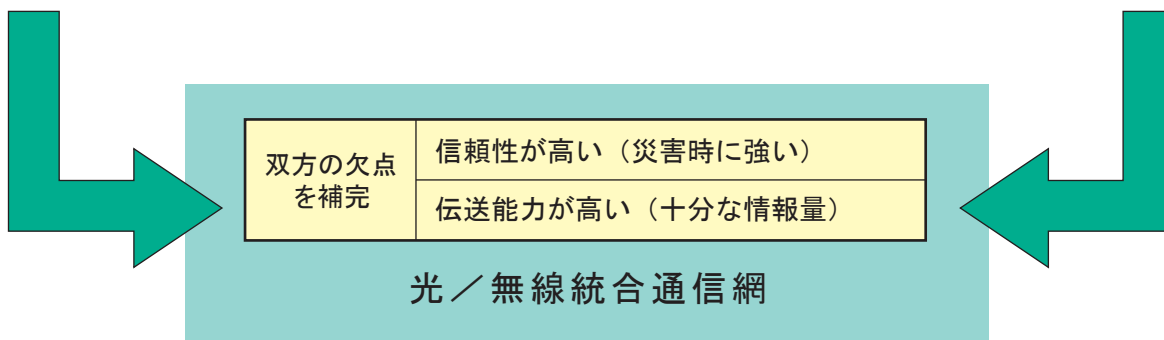 双方の欠点
を補完
信頼性が高い（災害時に強い）
伝送能力が高い（十分な情報量）
光／無線統合通信網